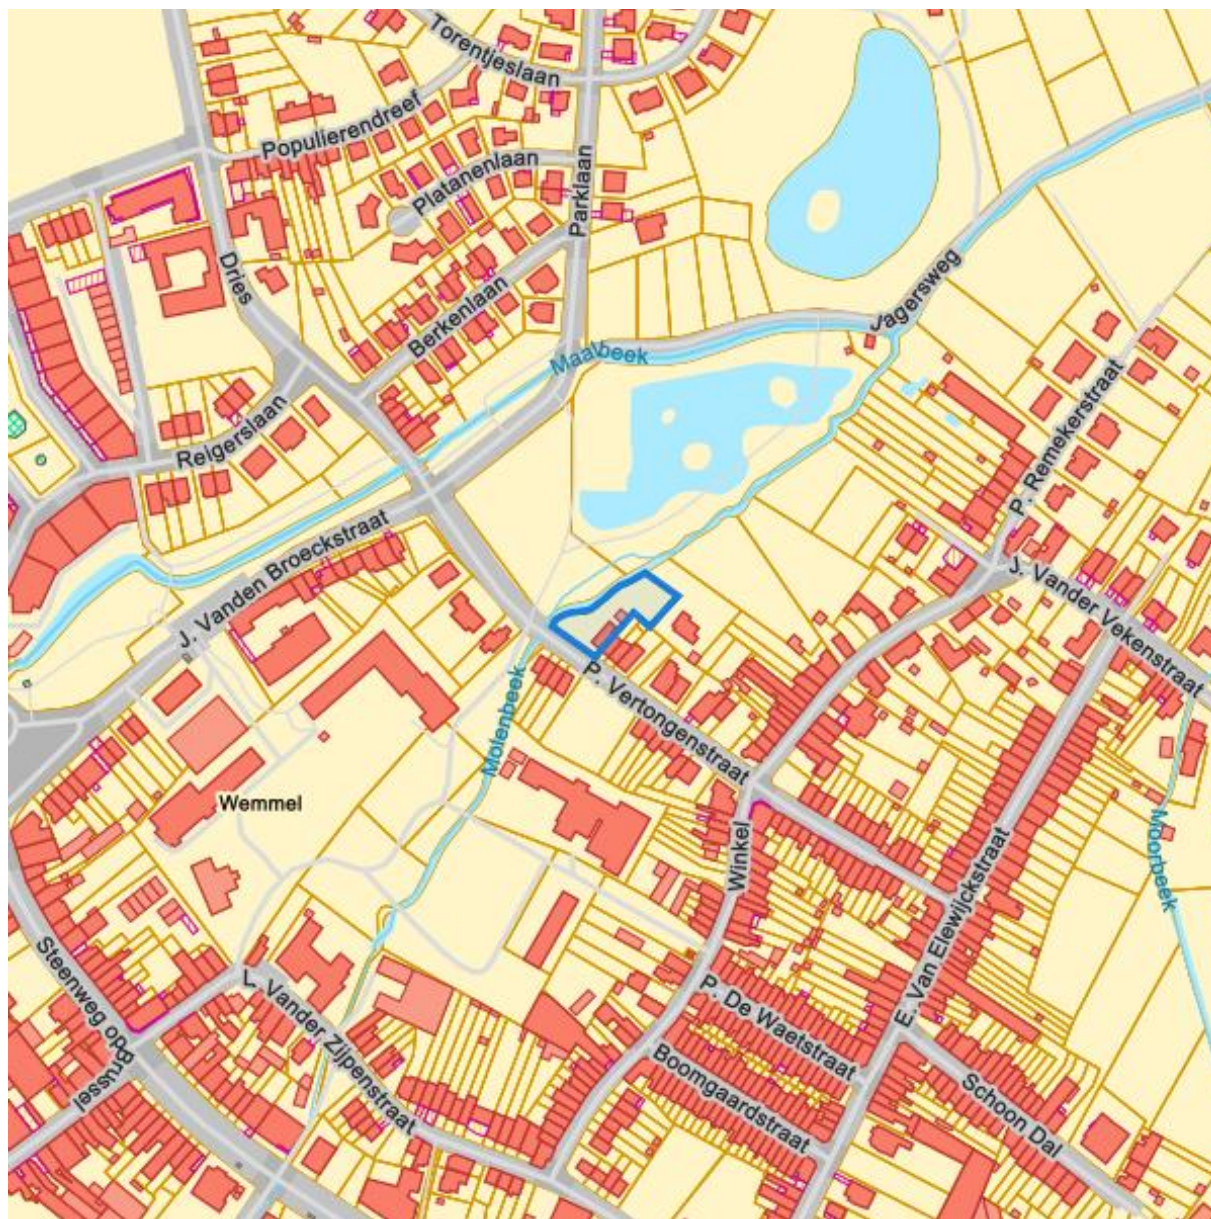 Torentjeslaan
Populierendreef
Platanenlaan
Parklaan
Dries
Berkenlaan
Jagersweg
Maalbeek
Reigerslaan
P. Remekerstraat
J. Vanden Broeckstraat
J. Vander Vekenstraat
P. Vertongenstraat
Molenbeek
Wemmel
Winkel
Moorbeek
E. Van Elewijckstraat
Steenweg op Brussel
L. Vander Zijpenstraat
P. De Waetstraat
Boomgaardstraat
Schoon Dal